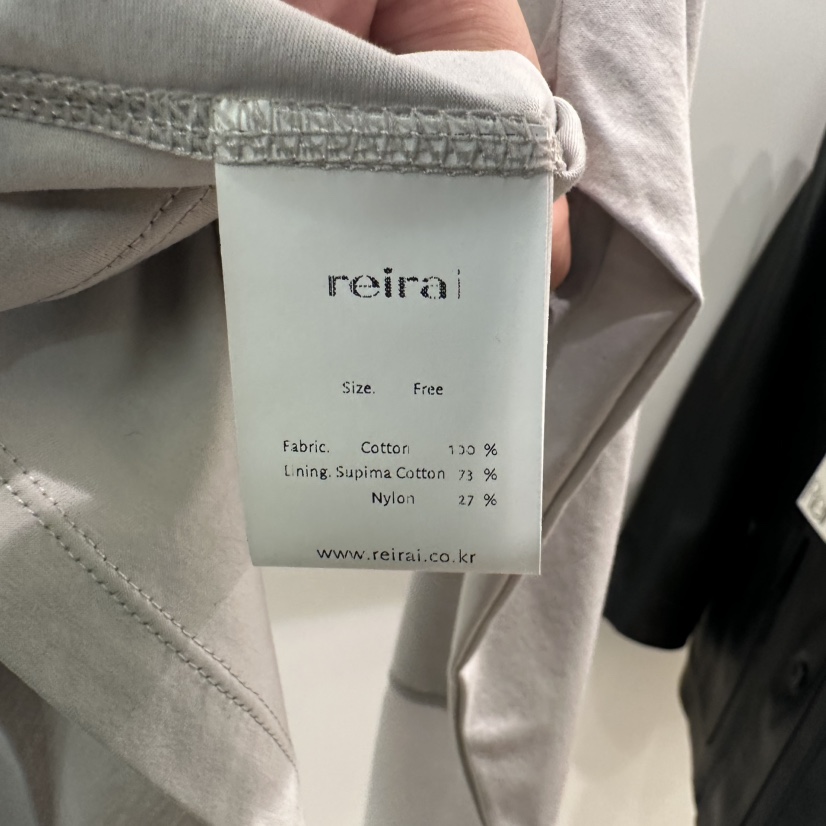 reirai
Size. Free
Fabric. Cotton 100 %
Lining. Supima Cotton 73 %
Nylon 27 %
www.reirai.co.kr